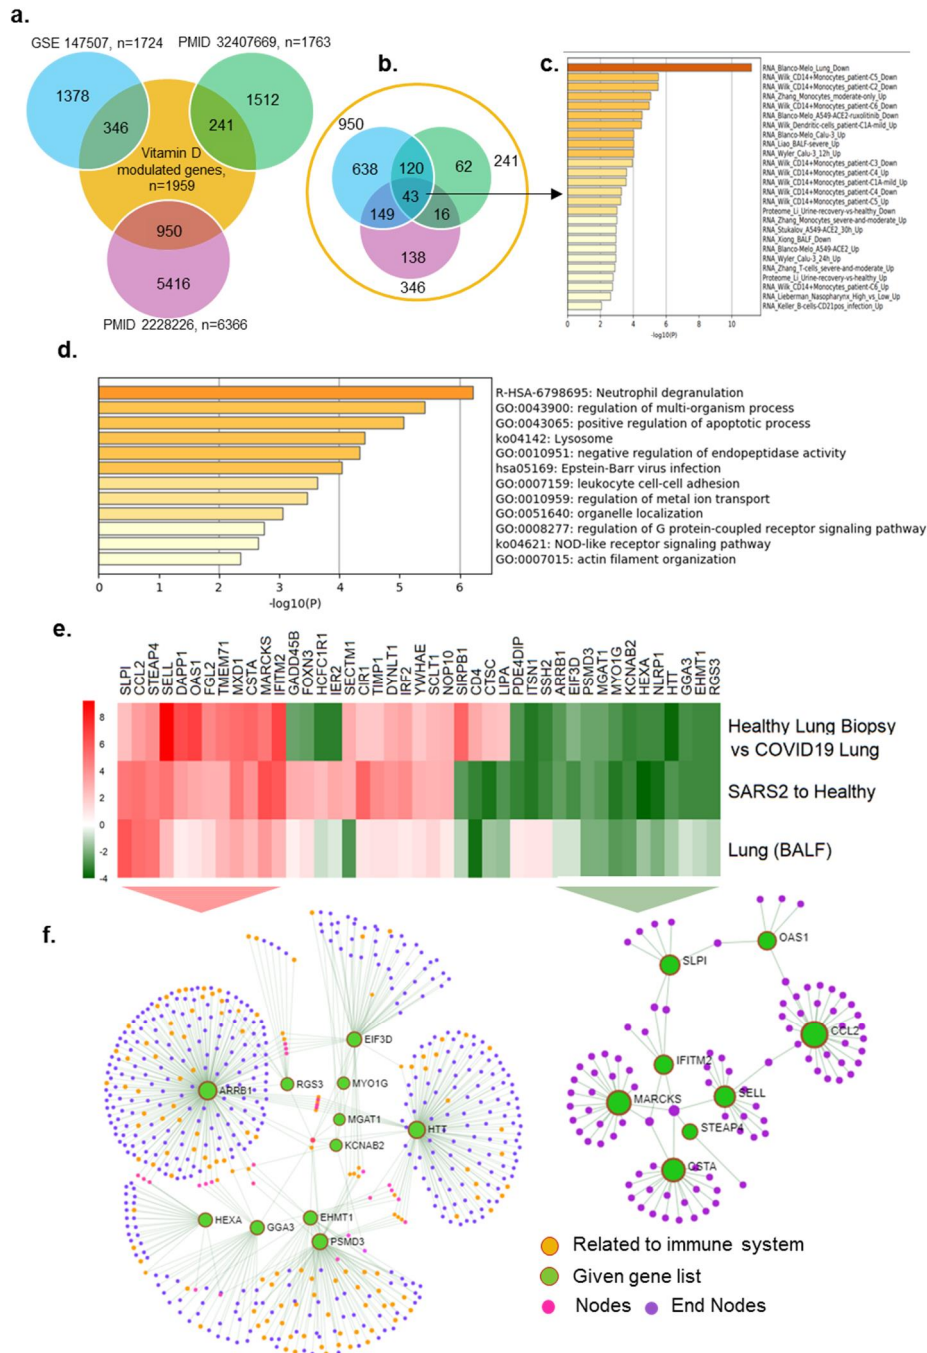 a.
GSE 147507, n=1724
PMID 32407669, n=1763
1378
346
241
1512
Vitamin D
modulated genes,
n=1959
950
5416
PMID 2228226, n=6366
b.
950
638
120
62
241
43
149
16
138
346
c.
RNA_Blanco-Melo_Lung_Down
RNA_Wilk_CD14+Monocytes_patient-C5_Down
RNA_Wilk_CD14+Monocytes_patient-C2_Down
RNA_Zhang_Monocytes_moderate-only_Up
RNA_Wilk_CD14+Monocytes_patient-C6_Down
RNA_Blanco-Melo_A549-ACE2-ruxolitinib_Down
RNA_Wilk_Dendritic-cells_patient-C1A-mild_Up
RNA_Blanco-Melo_Calu-3_Up
RNA_Liao_BALF-severe_Up
RNA_Wyler_Calu-3_12h_Up
RNA_Wilk_CD14+Monocytes_patient-C3_Down
RNA_Wilk_CD14+Monocytes_patient-C4_Up
RNA_Wilk_CD14+Monocytes_patient-C1A-mild_Up
RNA_Wilk_CD14+Monocytes_patient-C4_Down
RNA_Wilk_CD14+Monocytes_patient-C5_Up
Proteome_Li_Urine-recovery-vs-healthy_Down
RNA_Zhang_Monocytes_severe-and-moderate_Up
RNA_Stukalov_A549-ACE2_30h_Up
RNA_Xiong_BALF_Down
RNA_Blanco-Melo_A549-ACE2_Up
RNA_Wyler_Calu-3_24h_Up
RNA_Zhang_T-cells_severe-and-moderate_Up
Proteome_Li_Urine-recovery-vs-healthy_Up
RNA_Wilk_CD14+Monocytes_patient-C6_Up
RNA_Lieberman_Nasopharynx_High_vs_Low_Up
RNA_Keller_B-cells-CD21pos_infection_Up
0 2 4 6 8 10
-log10(P)
d.
R-HSA-6798695: Neutrophil degranulation
GO:0043900: regulation of multi-organism process
GO:0043065: positive regulation of apoptotic process
ko04142: Lysosome
GO:0010951: negative regulation of endopeptidase activity
hsa05169: Epstein-Barr virus infection
GO:0007159: leukocyte cell-cell adhesion
GO:0010959: regulation of metal ion transport
GO:0051640: organelle localization
GO:0008277: regulation of G protein-coupled receptor signaling pathway
ko04621: NOD-like receptor signaling pathway
GO:0007015: actin filament organization
0 1 2 3 4 5 6
-log10(P)
e.
SLPI
CCL2
STEAP4
SELL
DAPP1
OAS1
FGL2
TMEM71
MXD1
CSTA
MARCKS
IFITM2
GADD45B
FOXN3
HCFC1R1
IER2
SECTM1
CIR1
TIMP1
DYNLT1
IRF2
YWHAE
SCLT1
NOP10
SIRPB1
CD4
CTSC
LIPA
PDE4DIP
ITSN1
SSH2
ARRB1
EIF3D
PSMD3
MGAT1
MYO1G
KCNAB2
HEXA
NLRP1
HTT
GGA3
EHMT1
RGS3
8
6
4
2
0
-2
-4
Healthy Lung Biopsy
vs COVID19 Lung
SARS2 to Healthy
Lung (BALF)
f.
EIF3D
ARRB1
RGS3
MYO1G
MGAT1
HTT
KCNAB2
HEXA
GGA3
EHMT1
PSMD3
OAS1
SLPI
CCL2
IFITM2
MARCKS
SELL
STEAP4
CSTA
Related to immune system
Given gene list
Nodes
End Nodes